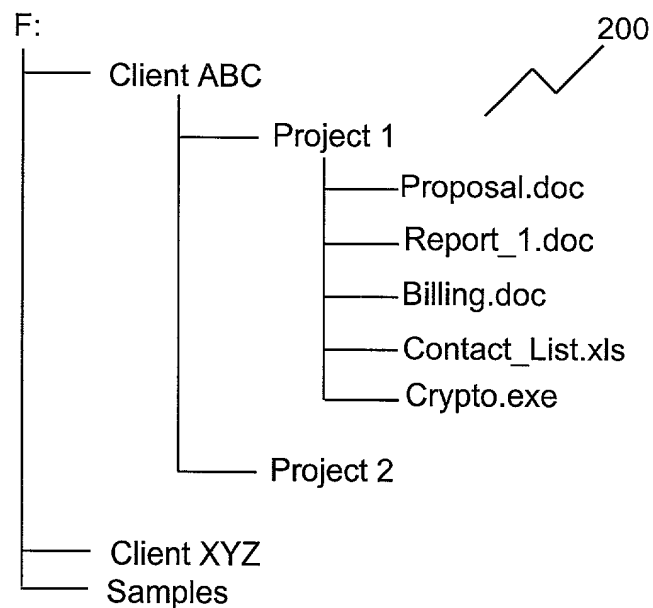 F:
200
Client ABC
Project 1
Proposal.doc
Report_1.doc
Billing.doc
Contact_List.xls
Crypto.exe
Project 2
Client XYZ
Samples